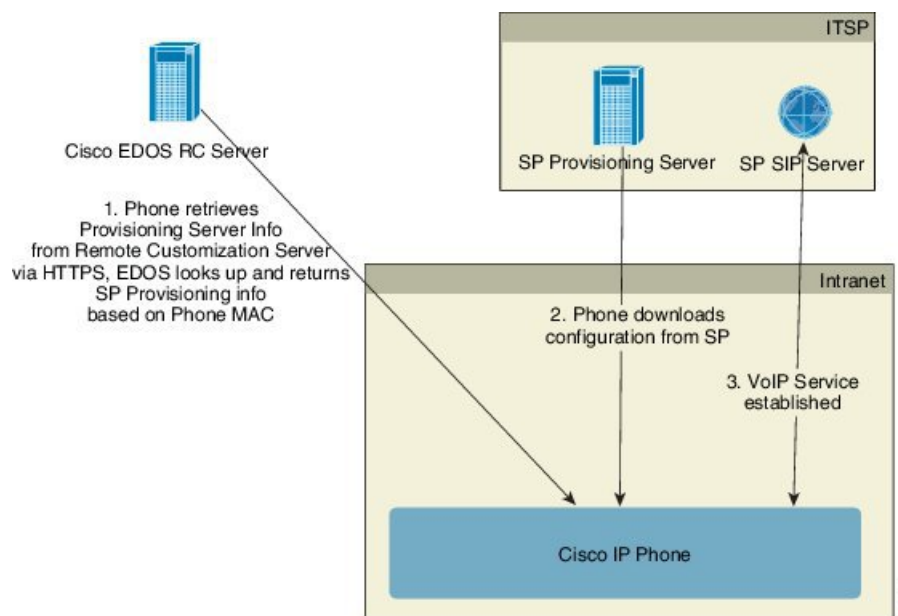 ITSP
Cisco EDOS RC Server
SP Provisioning Server
SP SIP Server
1. Phone retrieves
Provisioning Server Info
from Remote Customization Server
via HTTPS, EDOS looks up and returns
SP Provisioning info
based on Phone MAC
Intranet
2. Phone downloads
configuration from SP
3. VoIP Service
established
Cisco IP Phone